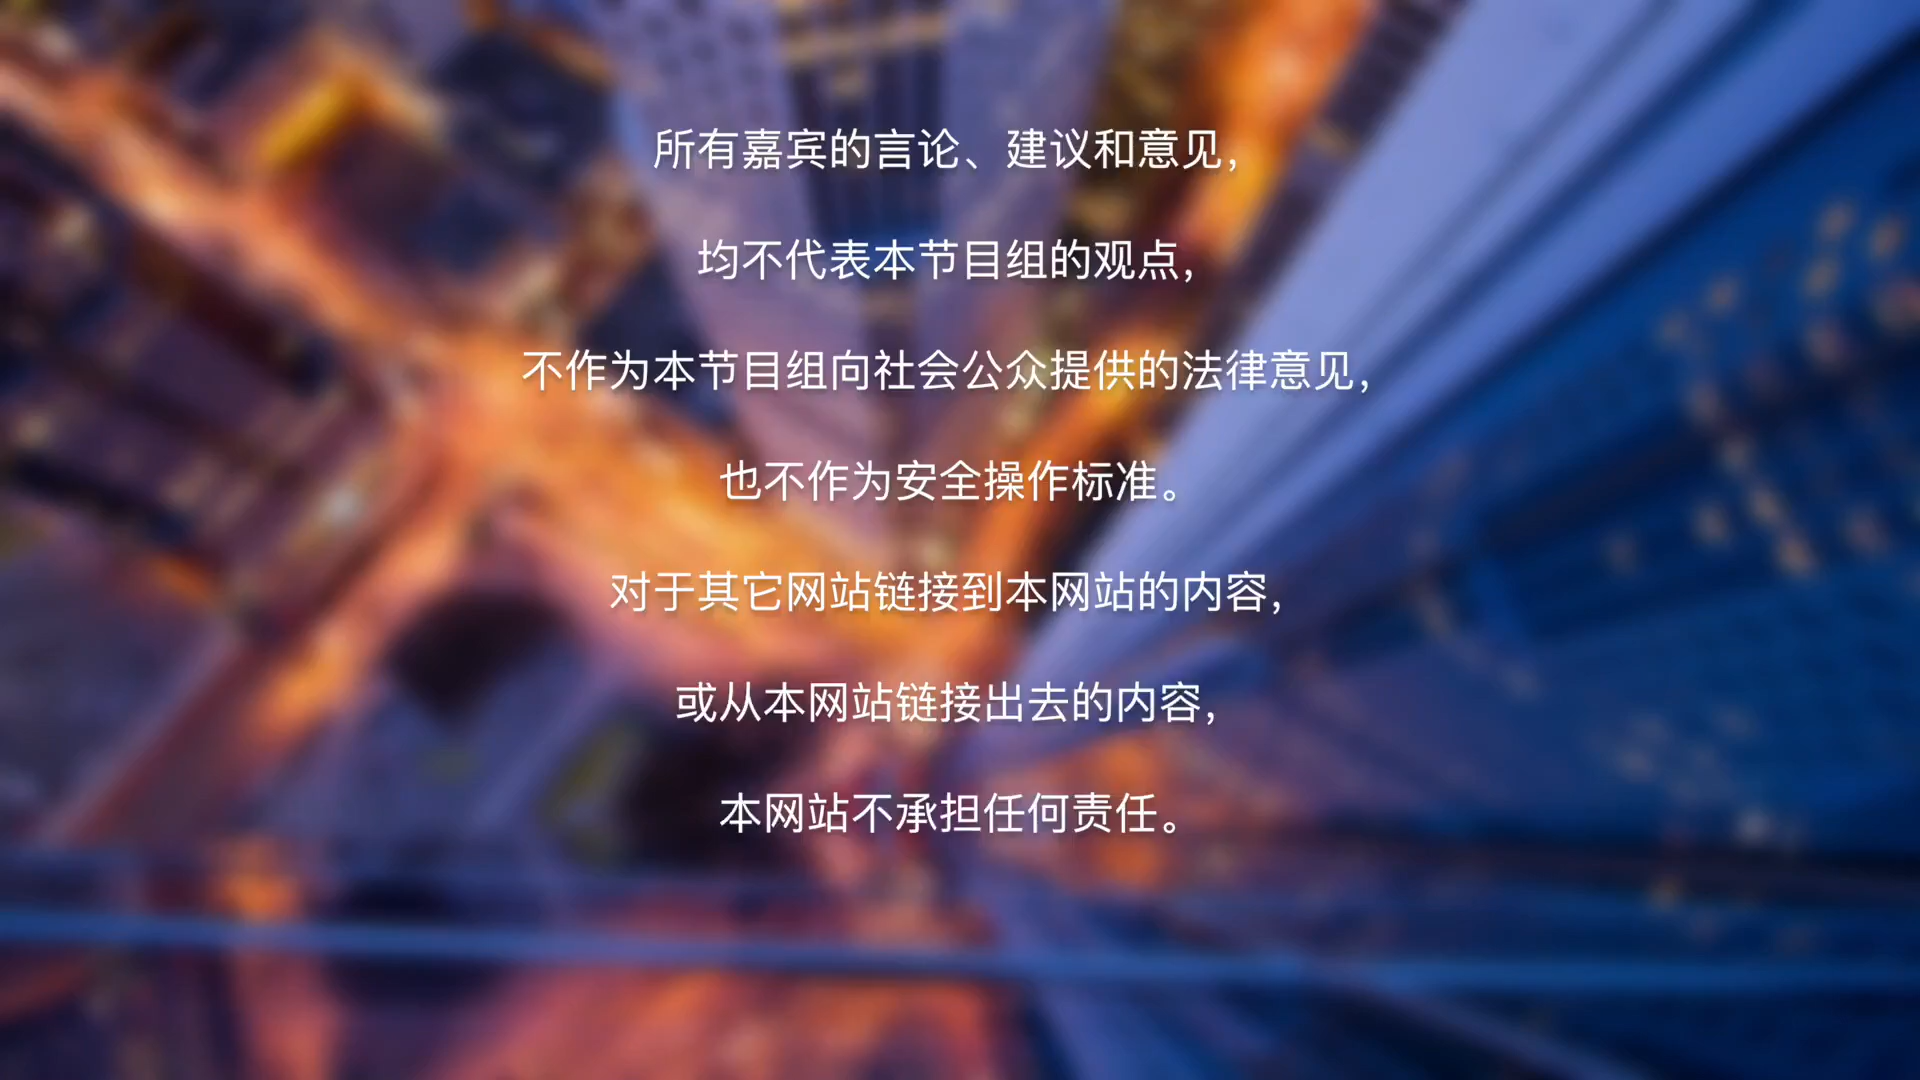 所有嘉宾的言论、建议和意见，
均不代表本节目组的观点，
不作为本节目组向社会公众提供的法律意见，
也不作为安全操作标准。
对于其它网站链接到本网站的内容，
或从本网站链接出去的内容，
本网站不承担任何责任。